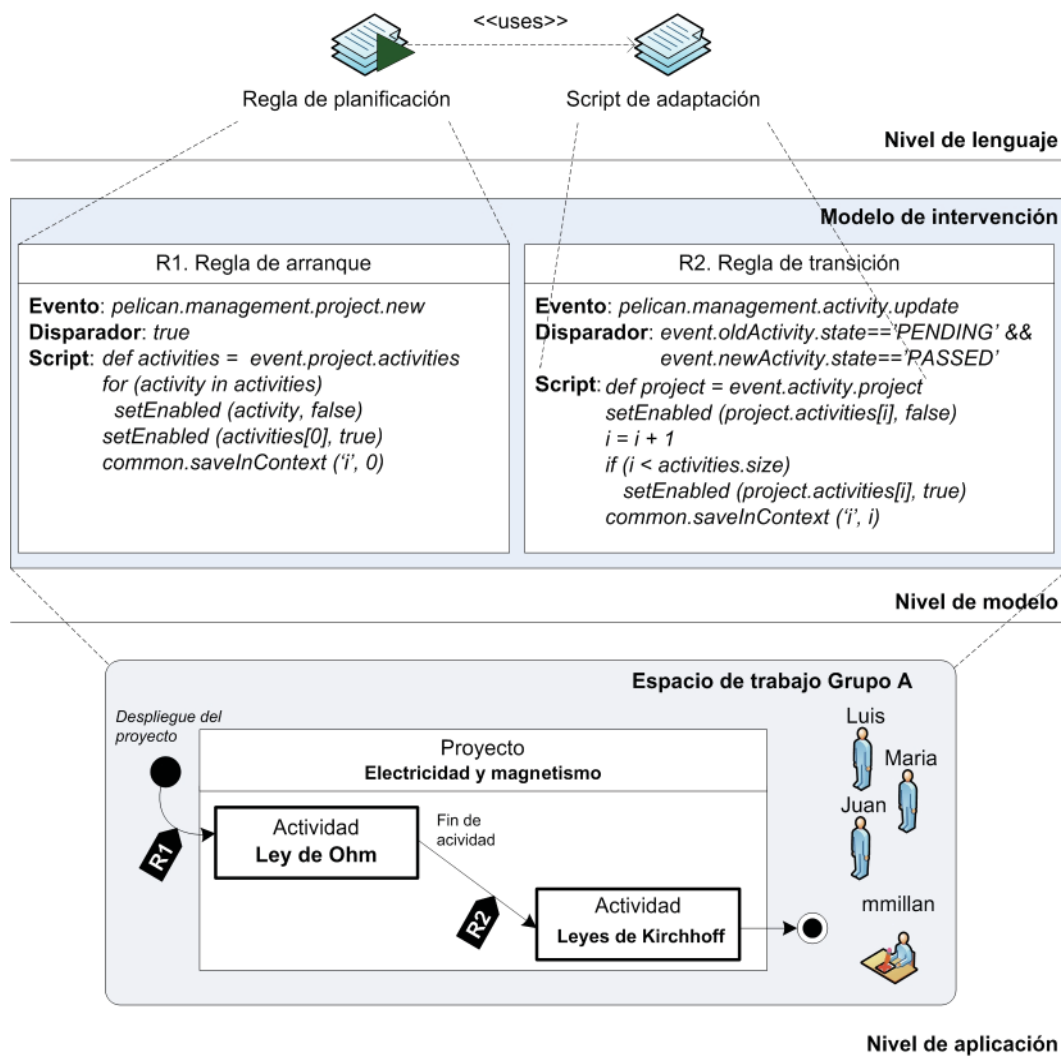 <<uses>>
Regla de planificación
Script de adaptación
Nivel de lenguaje
Modelo de intervención
R1. Regla de arranque
Evento: pelican.management.project.new
Disparador: true
Script: def activities = event.project.activities
for (activity in activities)
setEnabled (activity, false)
setEnabled (activities[0], true)
common.saveInContext (‘i’, 0)
R2. Regla de transición
Evento: pelican.management.activity.update
Disparador: event.oldActivity.state==’PENDING’ &&
event.newActivity.state==’PASSED’
Script: def project = event.activity.project
setEnabled (project.activities[i], false)
i = i + 1
if (i < activities.size)
setEnabled (project.activities[i], true)
common.saveInContext (‘i’, i)
Nivel de modelo
Espacio de trabajo Grupo A
Despliegue del
proyecto
Proyecto
Electricidad y magnetismo
R1
Actividad
Ley de Ohm
Fin de
acividad
R2
Actividad
Leyes de Kirchhoff
Luis
Maria
Juan
mmillan
Nivel de aplicación